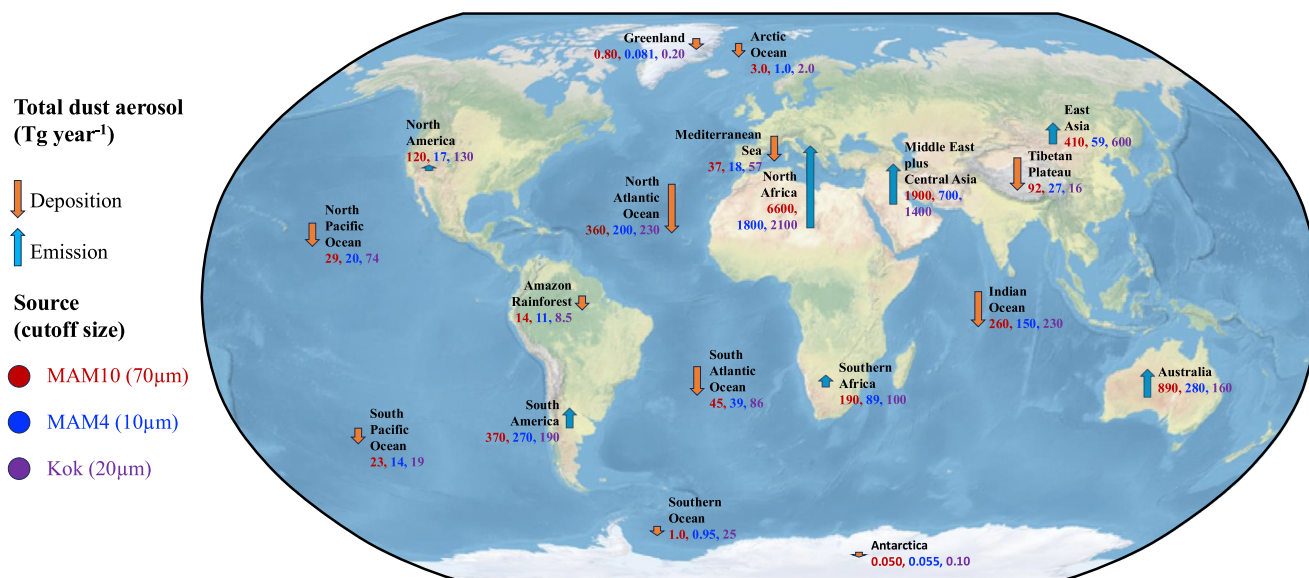 Total dust aerosol
(Tg year⁻¹)
Deposition
Emission
Source
(cutoff size)
MAM10 (70μm)
MAM4 (10μm)
Kok (20μm)
Greenland
0.80, 0.081, 0.20
Arctic
Ocean
3.0, 1.0, 2.0
North
America
120, 17, 130
Mediterranean
Sea
37, 18, 57
East
Asia
410, 59, 600
Middle East
plus
Central Asia
1900, 700,
1400
Tibetan
Plateau
92, 27, 16
North
Africa
6600,
1800, 2100
North
Atlantic
Ocean
360, 200, 230
North
Pacific
Ocean
29, 20, 74
Amazon
Rainforest
14, 11, 8.5
Indian
Ocean
260, 150, 230
South
Atlantic
Ocean
45, 39, 86
Southern
Africa
190, 89, 100
Australia
890, 280, 160
South
America
370, 270, 190
South
Pacific
Ocean
23, 14, 19
Southern
Ocean
1.0, 0.95, 25
Antarctica
0.050, 0.055, 0.10